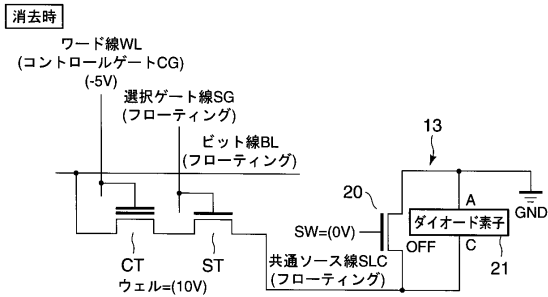 消去時
ワード線WL
(コントロールゲートCG)
(-5V)
選択ゲート線SG
(フローティング)
ビット線BL
(フローティング)
13
20
A
GND
ダイオード素子
SW=(0V)
OFF
C
21
共通ソース線SLC
(フローティング)
CT
ST
ウェル=(10V)